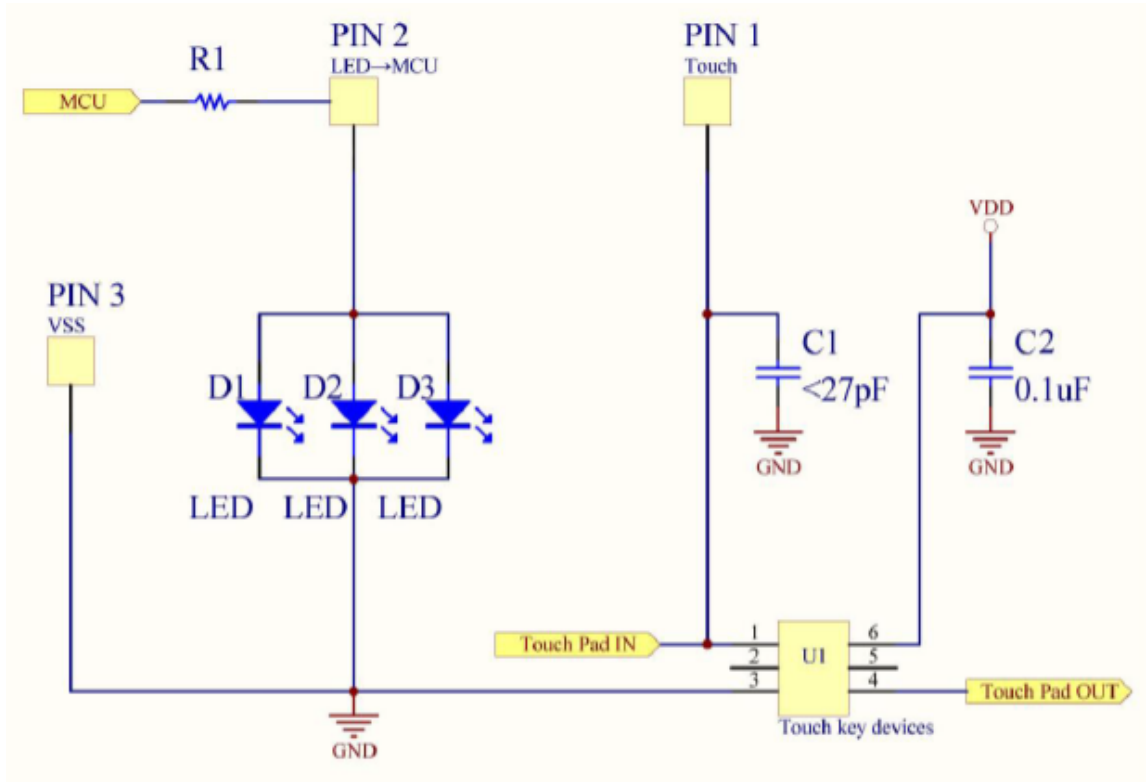 PIN 2
LED→MCU
R1
MCU
PIN 1
Touch
VDD
PIN 3
VSS
D1
D2
D3
C1
<27pF
C2
0.1uF
GND
GND
LED
LED
LED
Touch Pad IN
1
2
3
U1
6
5
4
Touch Pad OUT
Touch key devices
GND